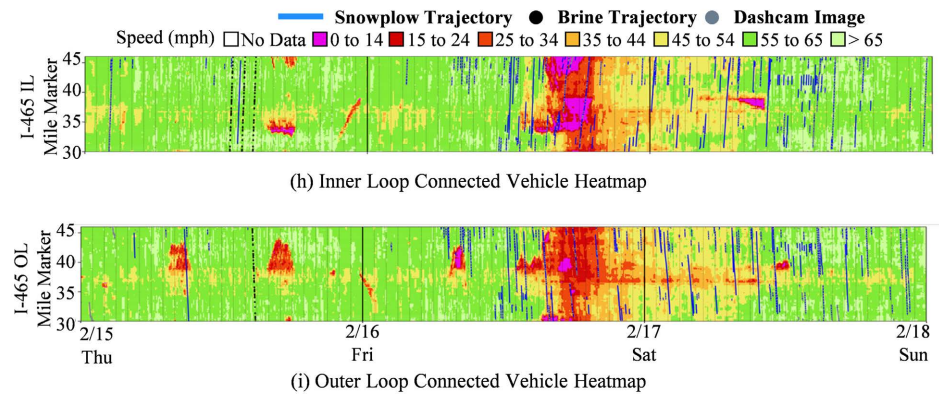 Snowplow Trajectory Brine Trajectory Dashcam Image
Speed (mph) No Data 0 to 14 15 to 24 25 to 34 35 to 44 45 to 54 55 to 65 > 65
I-465 IL
Mile Marker
45
40
35
30
(h) Inner Loop Connected Vehicle Heatmap
I-465 OL
Mile Marker
45
40
35
30
2/15 2/16 2/17 2/18
Thu Fri Sat Sun
(i) Outer Loop Connected Vehicle Heatmap